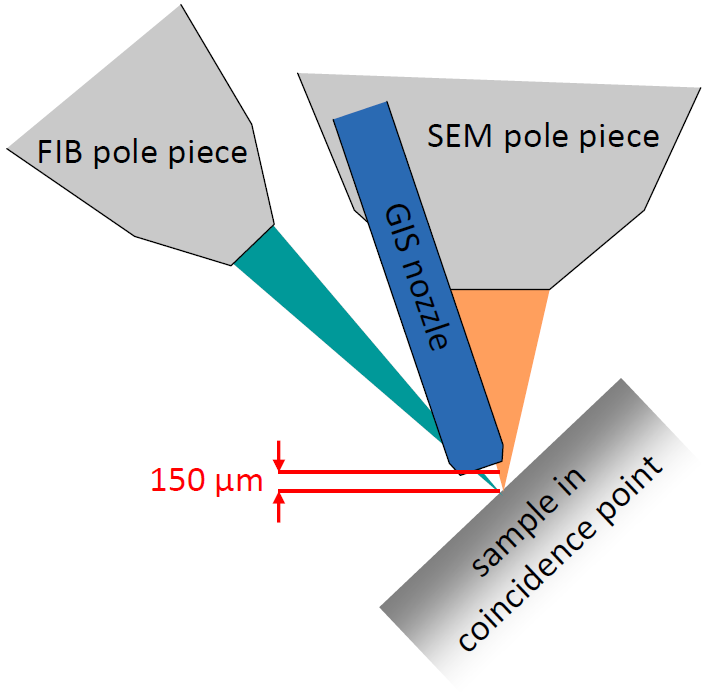 FIB pole piece
SEM pole piece
GIS nozzle
150 µm
sample in
coincidence point